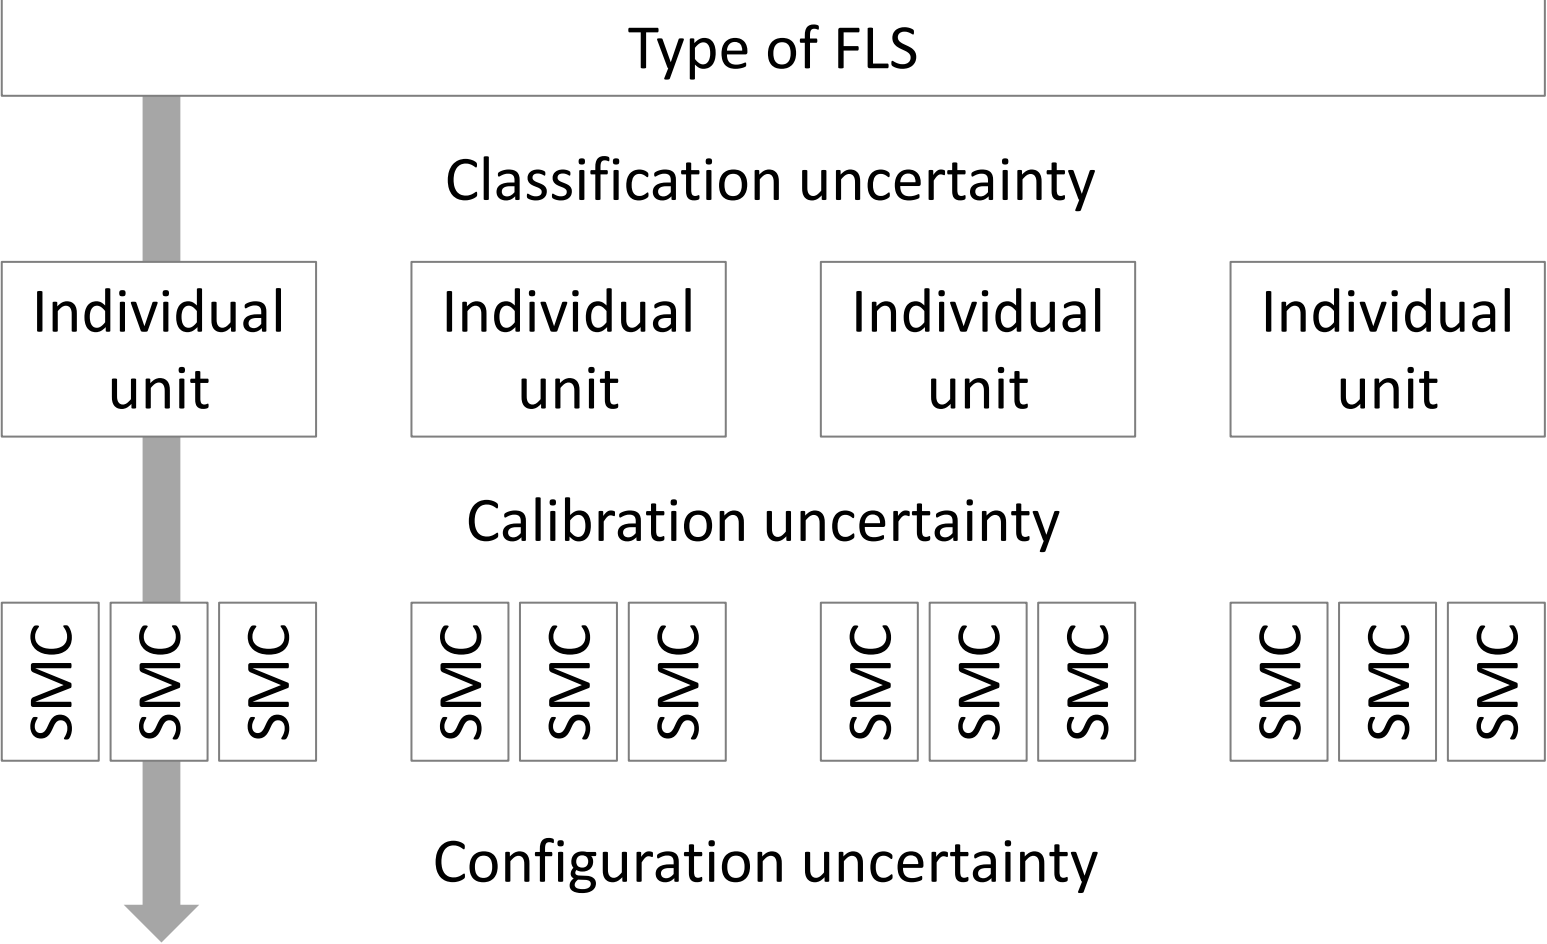 Type of FLS
Classification uncertainty
Individual
unit
Individual
unit
Individual
unit
Individual
unit
Calibration uncertainty
SMC
SMC
SMC
SMC
SMC
SMC
SMC
SMC
SMC
SMC
SMC
SMC
Configuration uncertainty